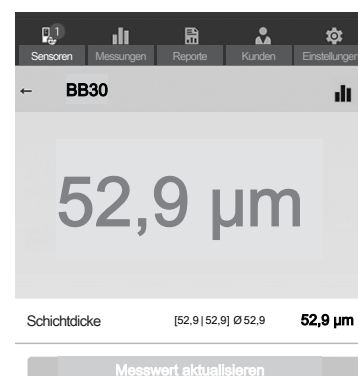 1
Sensoren Messungen Reporte Kunden Einstellungen
← BB30
52,9 µm
Schichtdicke [52,9|52,9] Ø 52,9 52,9 µm
Messwert aktualisieren